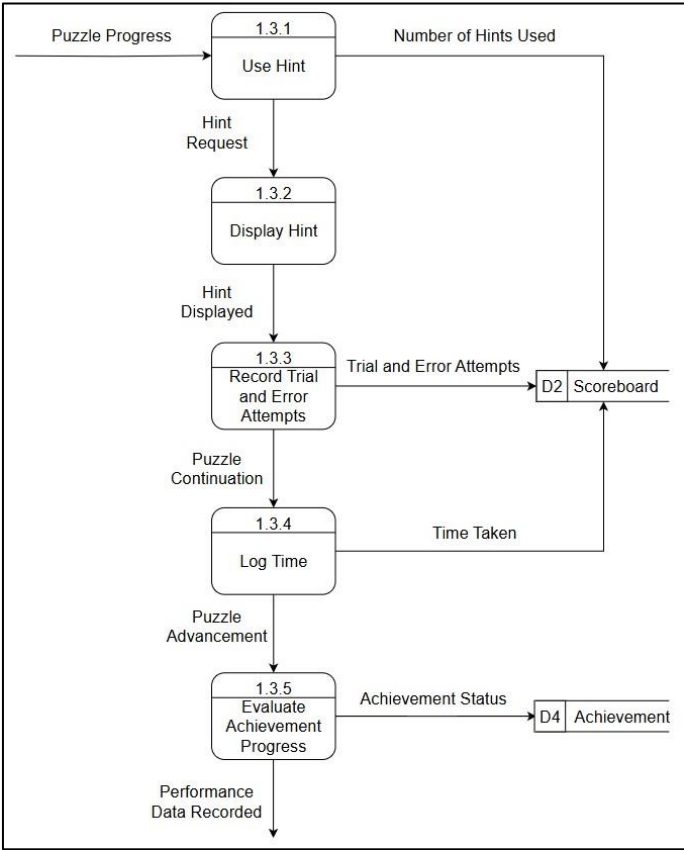 Puzzle Progress
1.3.1
Use Hint
Number of Hints Used
Hint
Request
1.3.2
Display Hint
Hint
Displayed
1.3.3
Record Trial
and Error
Attempts
Trial and Error Attempts
D2 Scoreboard
Puzzle
Continuation
1.3.4
Log Time
Time Taken
Puzzle
Advancement
1.3.5
Evaluate
Achievement
Progress
Achievement Status
D4 Achievement
Performance
Data Recorded